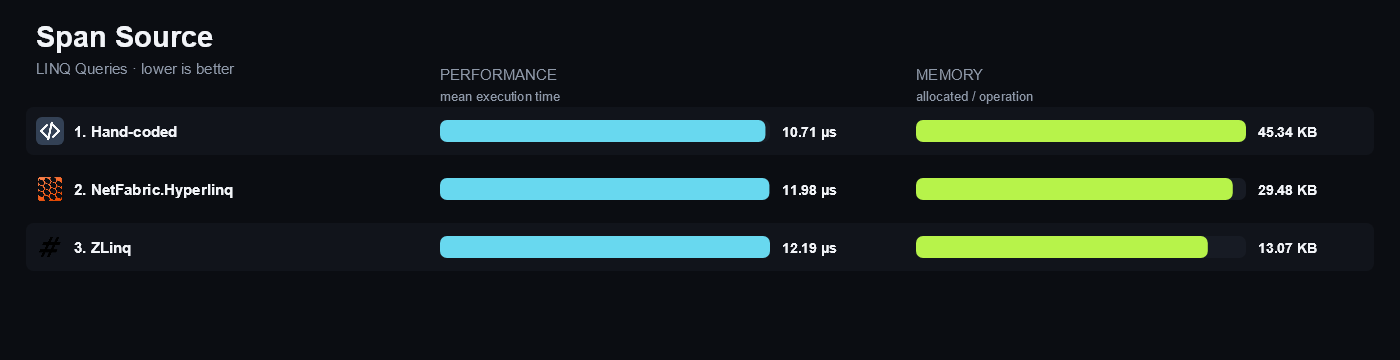 Span Source
LINQ Queries · lower is better
PERFORMANCE
mean execution time
MEMORY
allocated / operation
1. Hand-coded
10.71 µs
45.34 KB
2. NetFabric.Hyperlinq
11.98 µs
29.48 KB
3. ZLinq
12.19 µs
13.07 KB